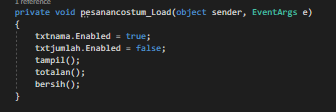 1 reference
private void pesanancostum_Load(object sender, EventArgs e)
{
txtnama.Enabled = true;
txtjumlah.Enabled = false;
tampil();
totalan();
bersih();
}